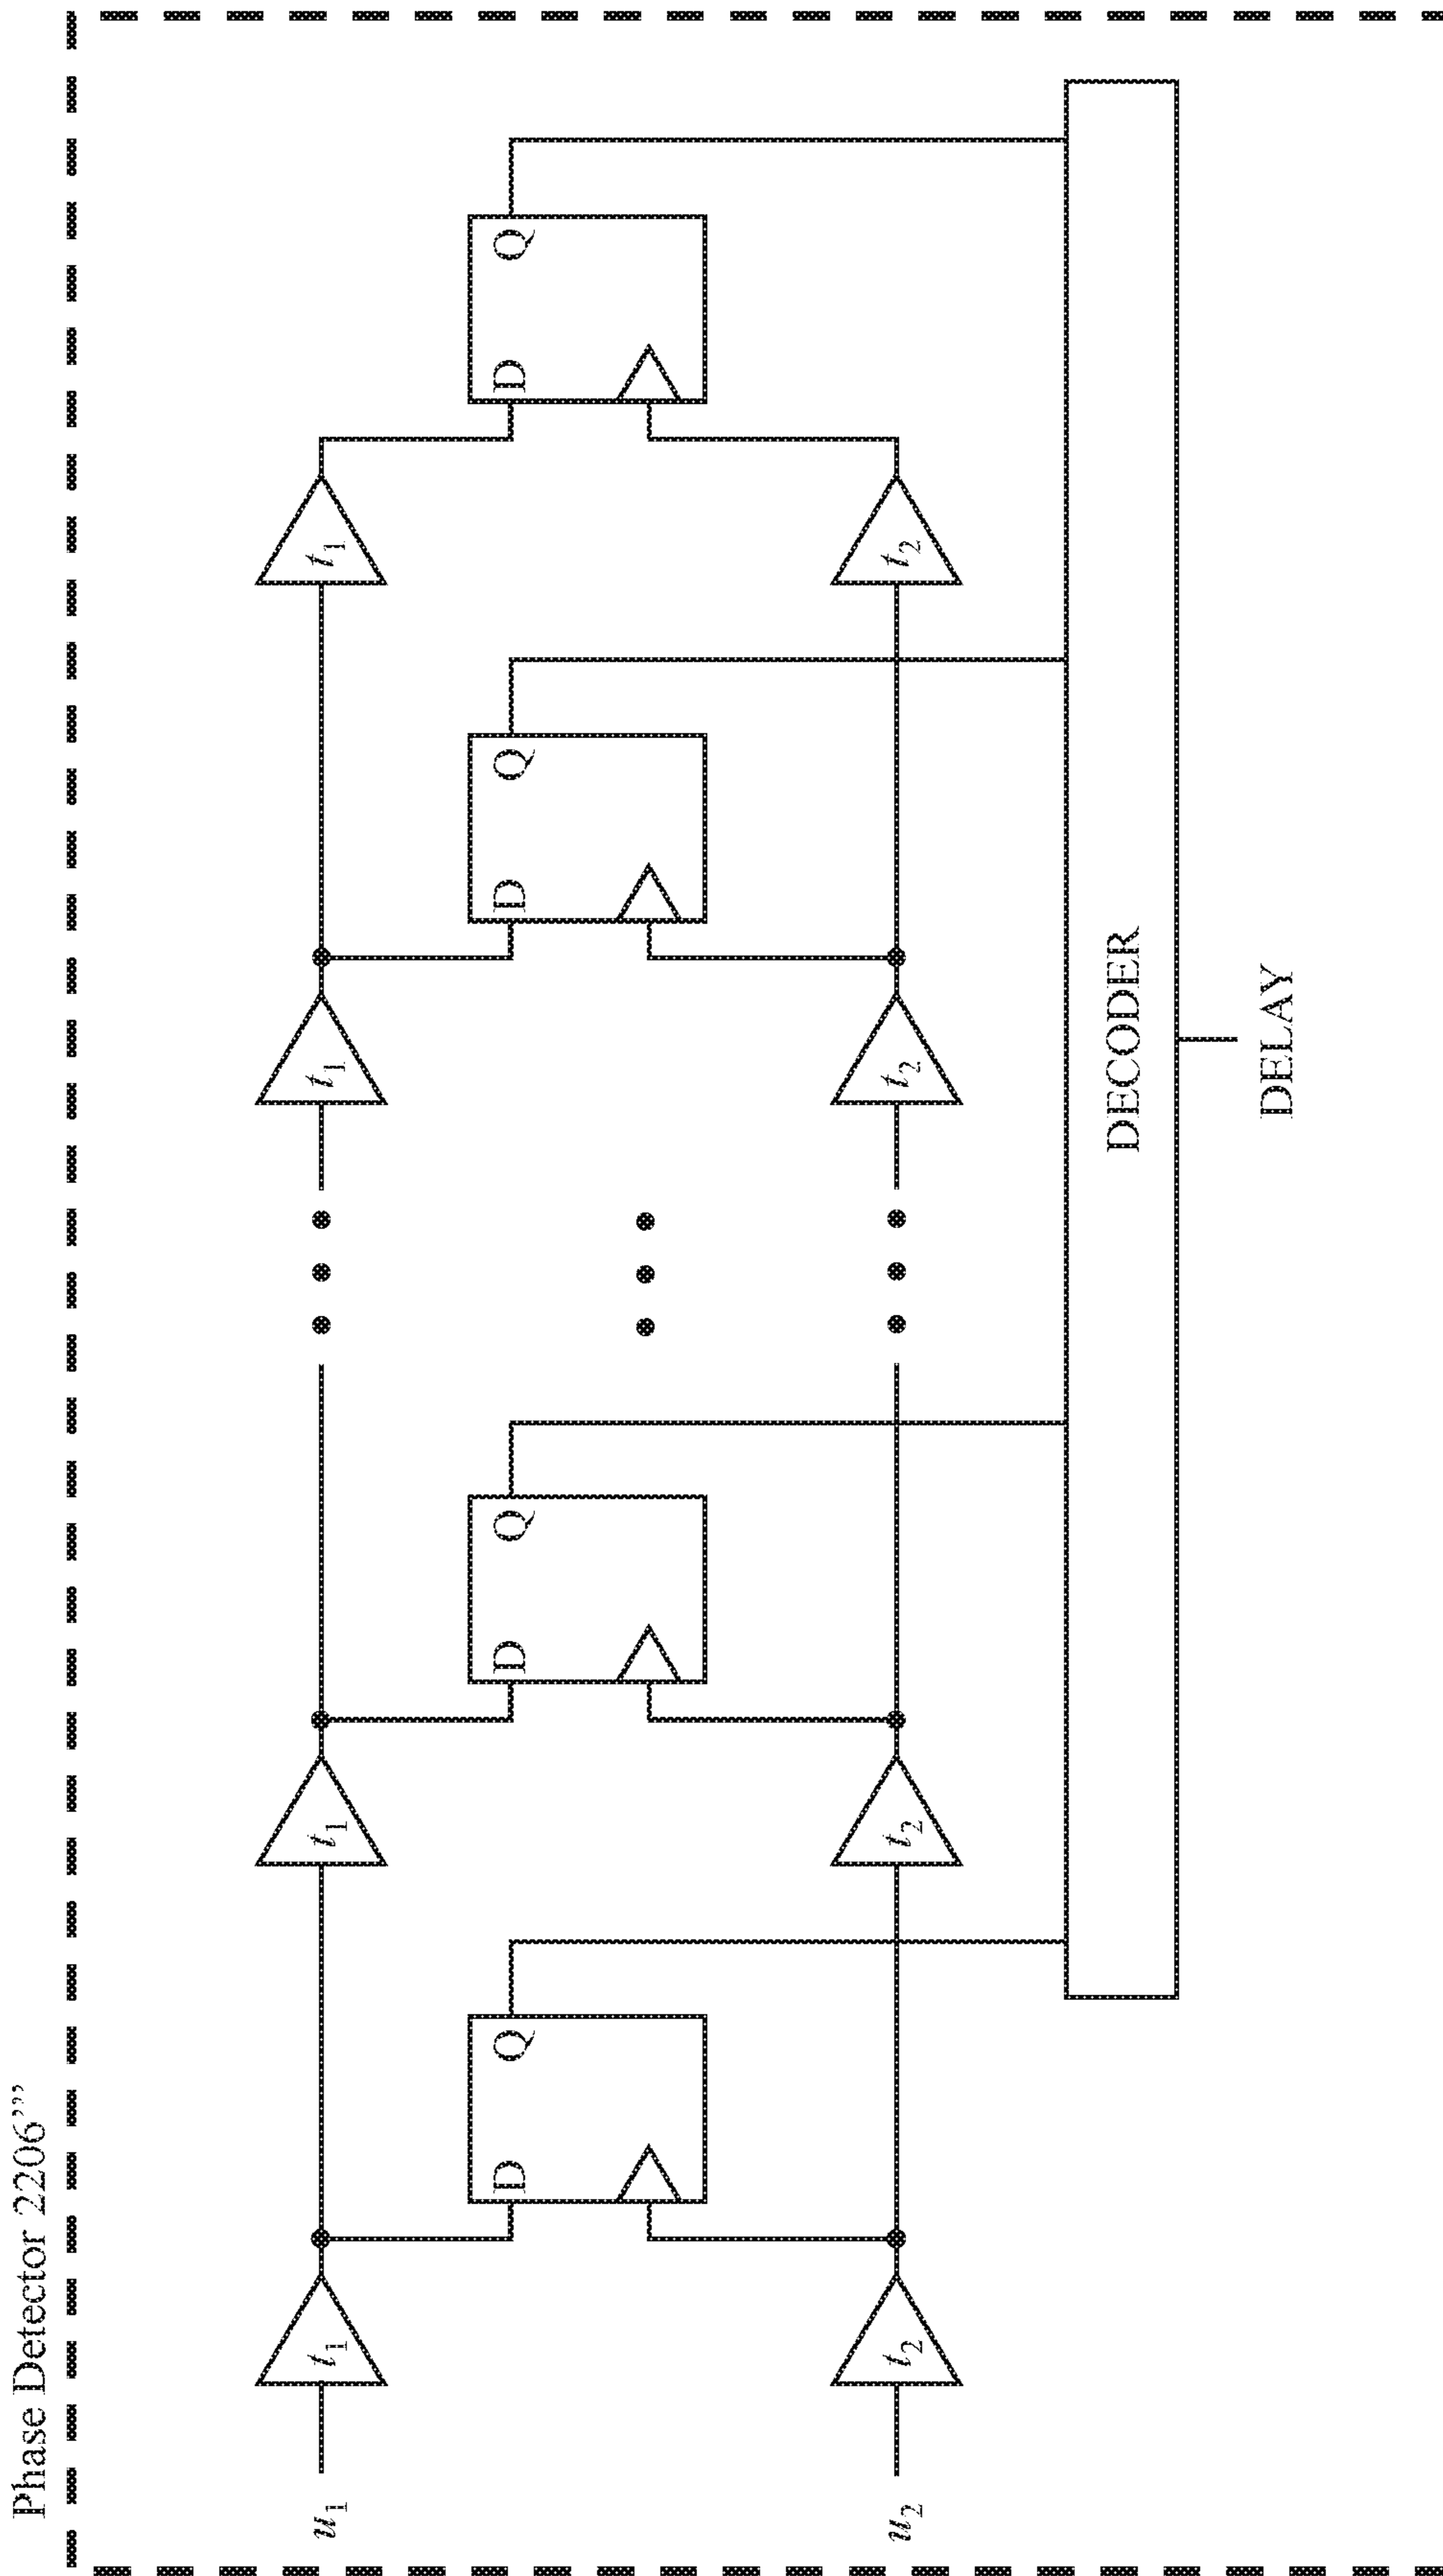 Phase Detector 2206'''
u1
t1
D
Q
t1
D
Q
t1
D
Q
t1
D
Q
u2
t2
t2
t2
t2
DECODER
DELAY